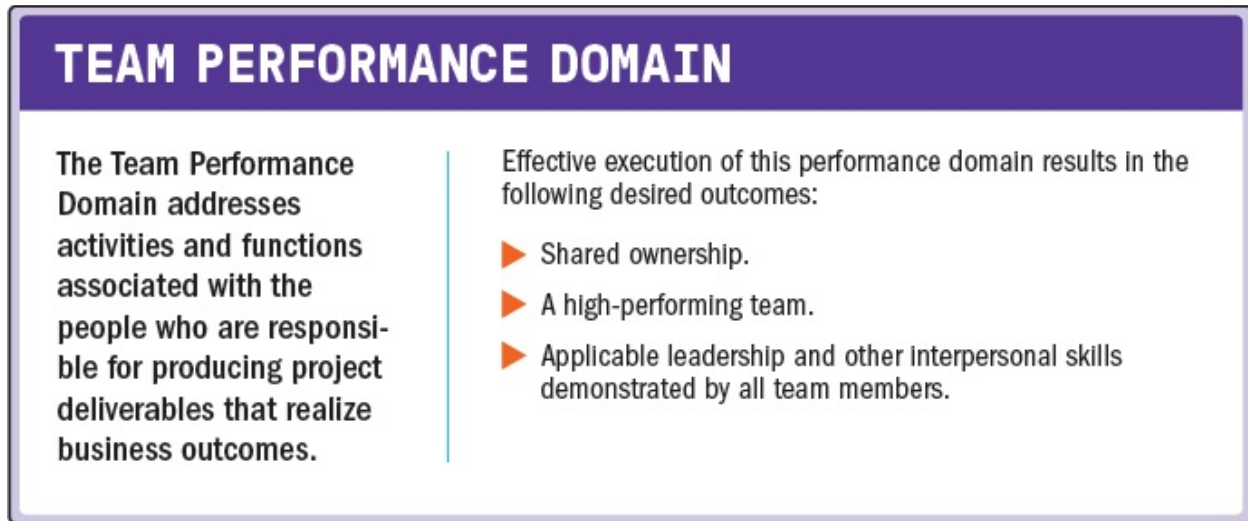 TEAM PERFORMANCE DOMAIN
The Team Performance
Domain addresses
activities and functions
associated with the
people who are responsi-
ble for producing project
deliverables that realize
business outcomes.
Effective execution of this performance domain results in the
following desired outcomes:
Shared ownership.
A high-performing team.
Applicable leadership and other interpersonal skills
demonstrated by all team members.